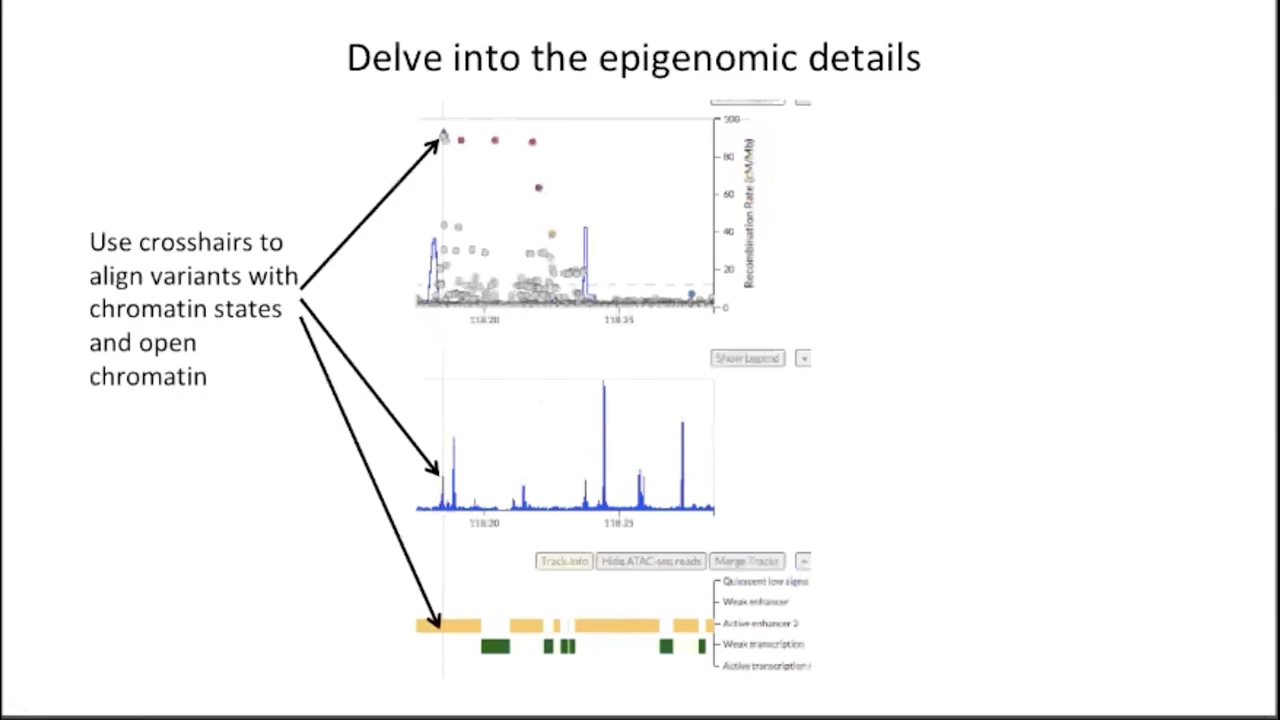 Delve into the epigenomic details
Use crosshairs to
align variants with
chromatin states
and open
chromatin
100
80
60
40
20
0
Recombination Rate (cM/Mb)
118.20
118.25
Show Legend
118.20
118.25
Track Info
Hide ATAC-seq reads
Merge Tracks
Quiescent low signa
Weak enhancer
Active enhancer 2
Weak transcription
Active transcription